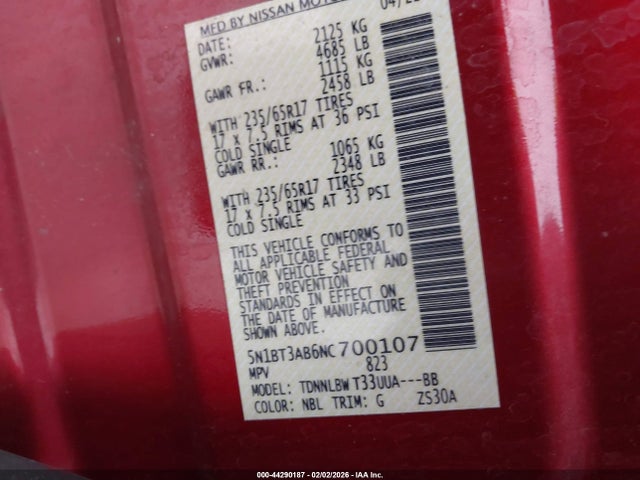 MFD BY NISSAN MOTOR
DATE: 04/22
GVWR: 2125 KG
4685 LB
GAWR FR.: 1115 KG
2458 LB
WITH 235/65R17 TIRES
17 x 7.5 RIMS AT 36 PSI
COLD SINGLE
GAWR RR.: 1065 KG
2348 LB
WITH 235/65R17 TIRES
17 x 7.5 RIMS AT 33 PSI
COLD SINGLE
THIS VEHICLE CONFORMS TO
ALL APPLICABLE FEDERAL
MOTOR VEHICLE SAFETY AND
THEFT PREVENTION
STANDARDS IN EFFECT ON
THE DATE OF MANUFACTURE
SHOWN ABOVE.
5N1BT3AB6NC700107
MPV 823
MODEL: TDNNLBW T33UUA---BB
COLOR: NBL TRIM: G ZS30A
000-44290187 - 02/02/2026 - IAA Inc.